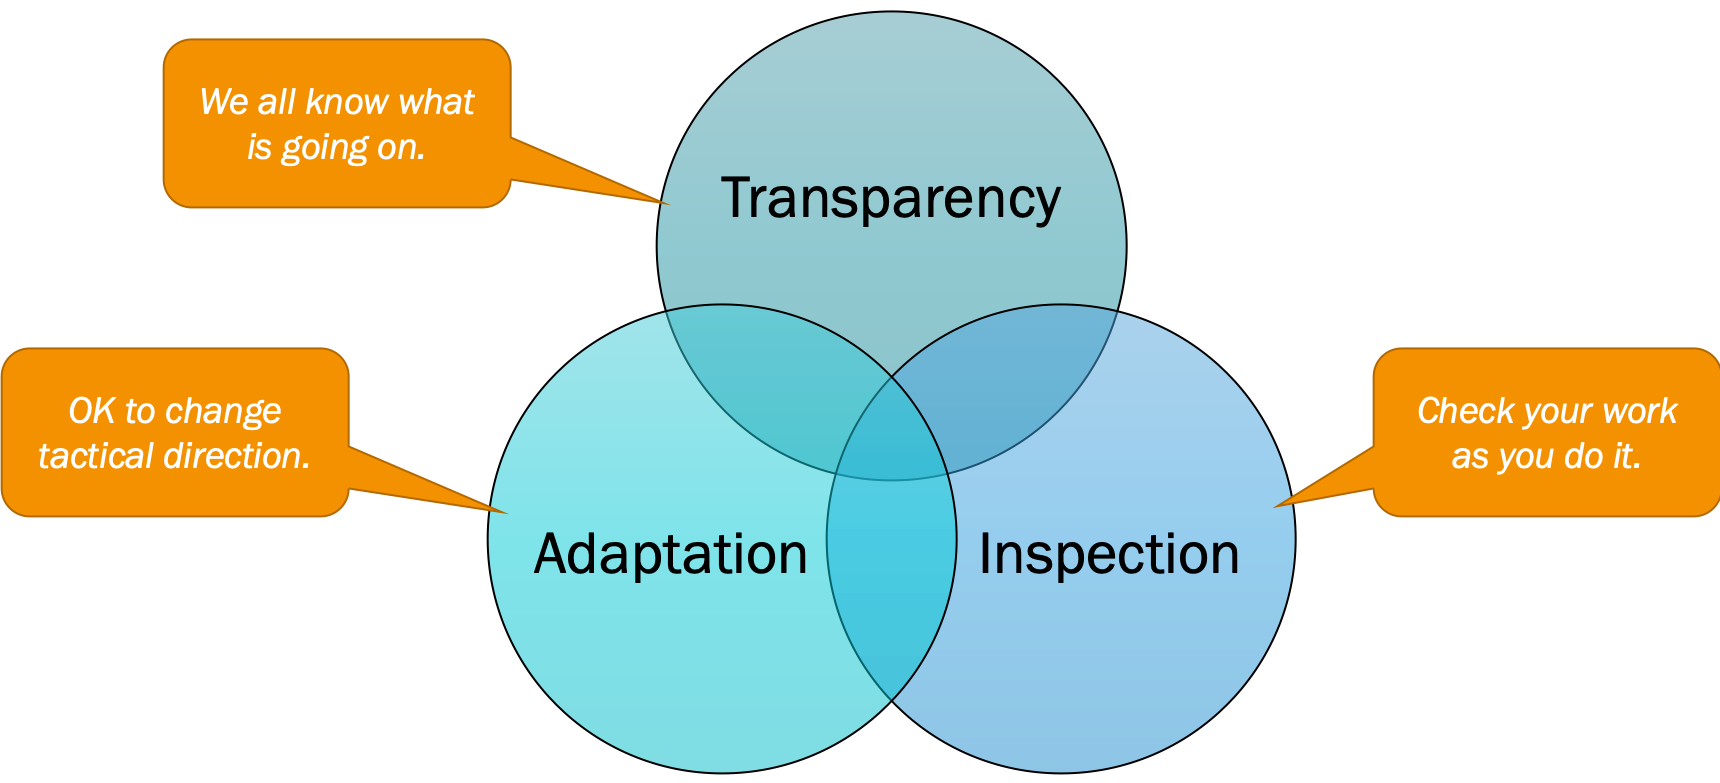 We all know what
is going on.
Transparency
OK to change
tactical direction.
Check your work
as you do it.
Adaptation
Inspection